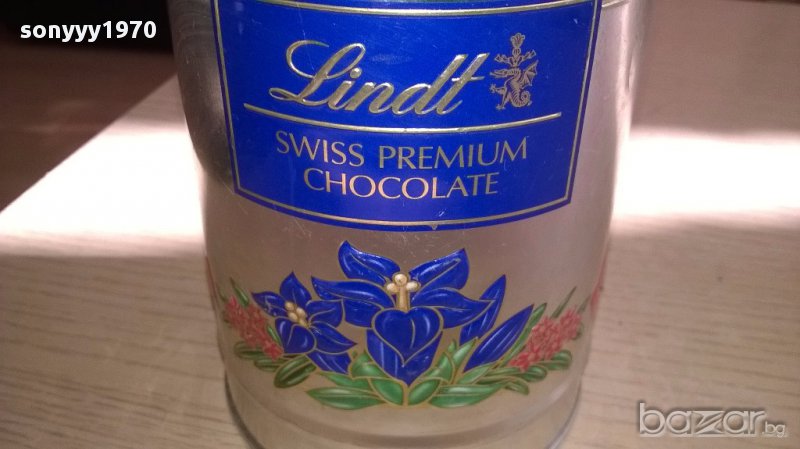 sonyyy1970
Lindt
SWISS PREMIUM
CHOCOLATE
bazar.bg